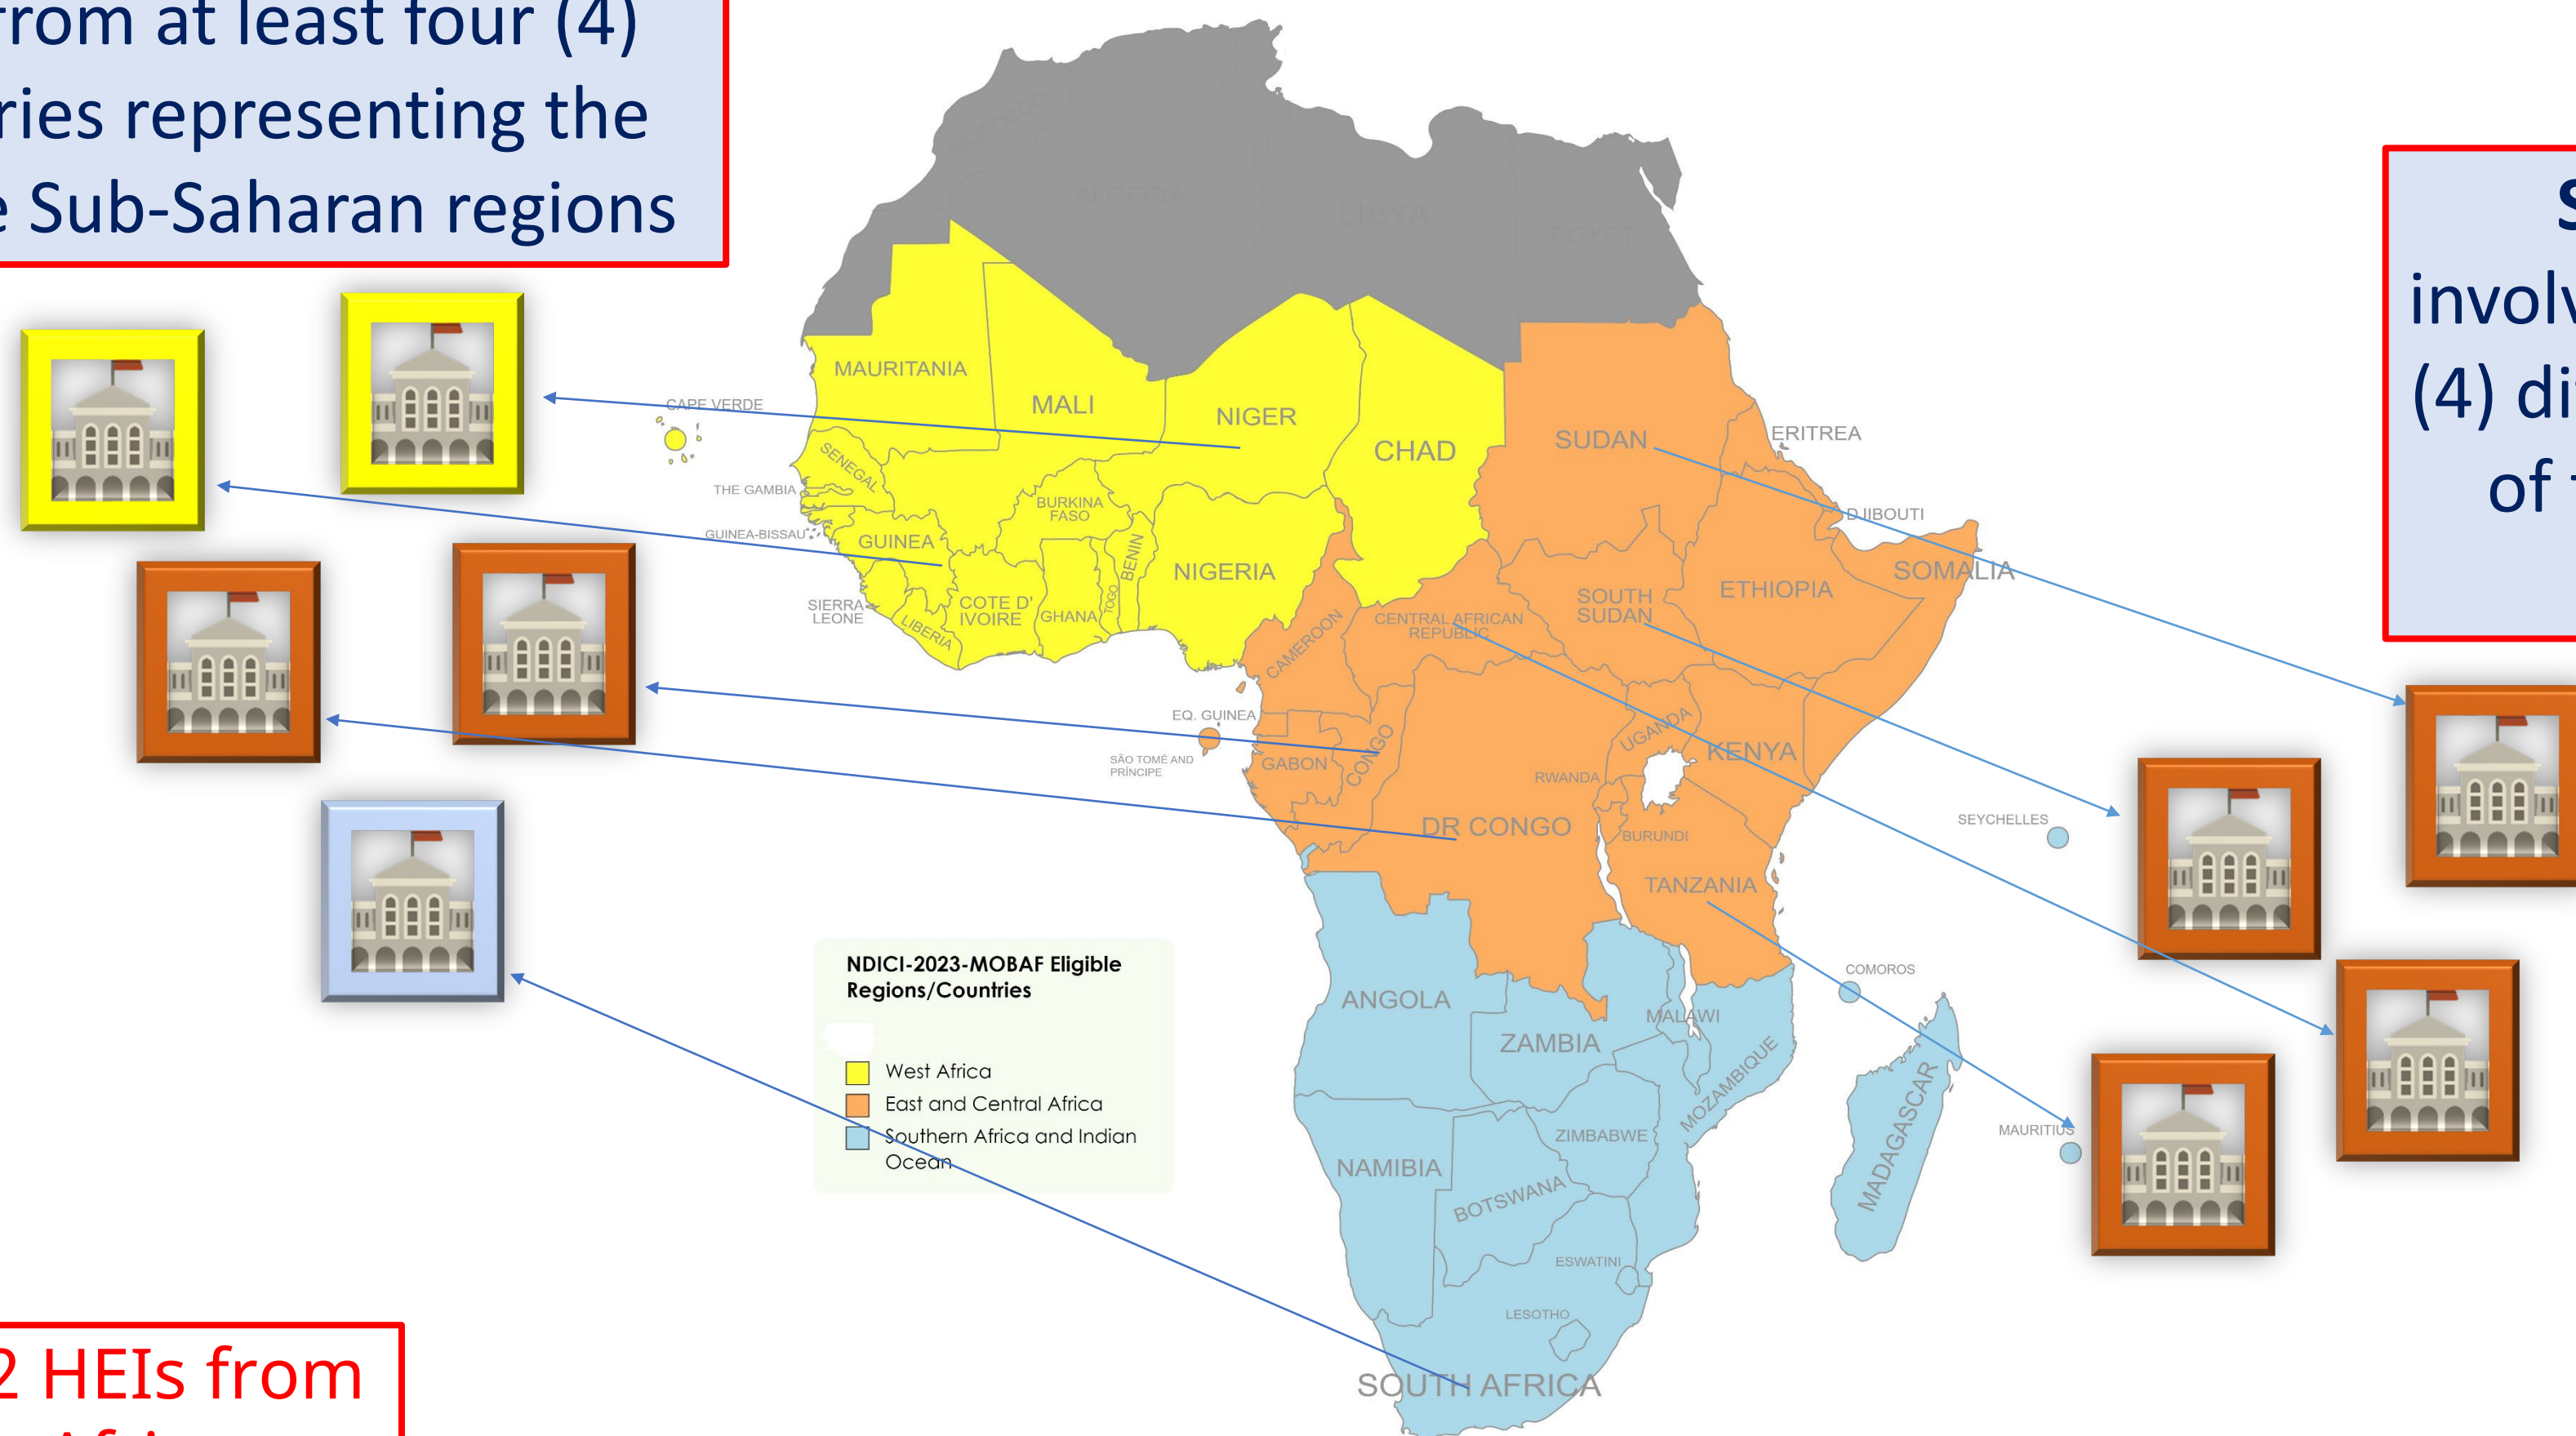 from at least four (4)
ries representing the
e Sub-Saharan regions
S
involv
(4) di
of
MOROCCO
ALGERIA
LIBYA
EGYPT
MAURITANIA
MALI
NIGER
CHAD
SUDAN
ERITREA
CAPE VERDE
SENEGAL
THE GAMBIA
BURKINA
FASO
DJIBOUTI
GUINEA-BISSAU
GUINEA
BENIN
NIGERIA
SOMALIA
ETHIOPIA
SOUTH
SUDAN
SIERRA
LEONE
LIBERIA
COTE D'
IVOIRE
GHANA
TOGO
CENTRAL AFRICAN
REPUBLIC
CAMEROON
EQ. GUINEA
SÃO TOMÉ AND
PRÍNCIPE
GABON
CONGO
UGANDA
KENYA
RWANDA
DR CONGO
BURUNDI
SEYCHELLES
TANZANIA
COMOROS
NDICI-2023-MOBAF Eligible
Regions/Countries
West Africa
East and Central Africa
Southern Africa and Indian
Ocean
ANGOLA
ZAMBIA
MALAWI
MOZAMBIQUE
MADAGASCAR
MAURITIUS
ZIMBABWE
NAMIBIA
BOTSWANA
ESWATINI
LESOTHO
SOUTH AFRICA
2 HEIs from